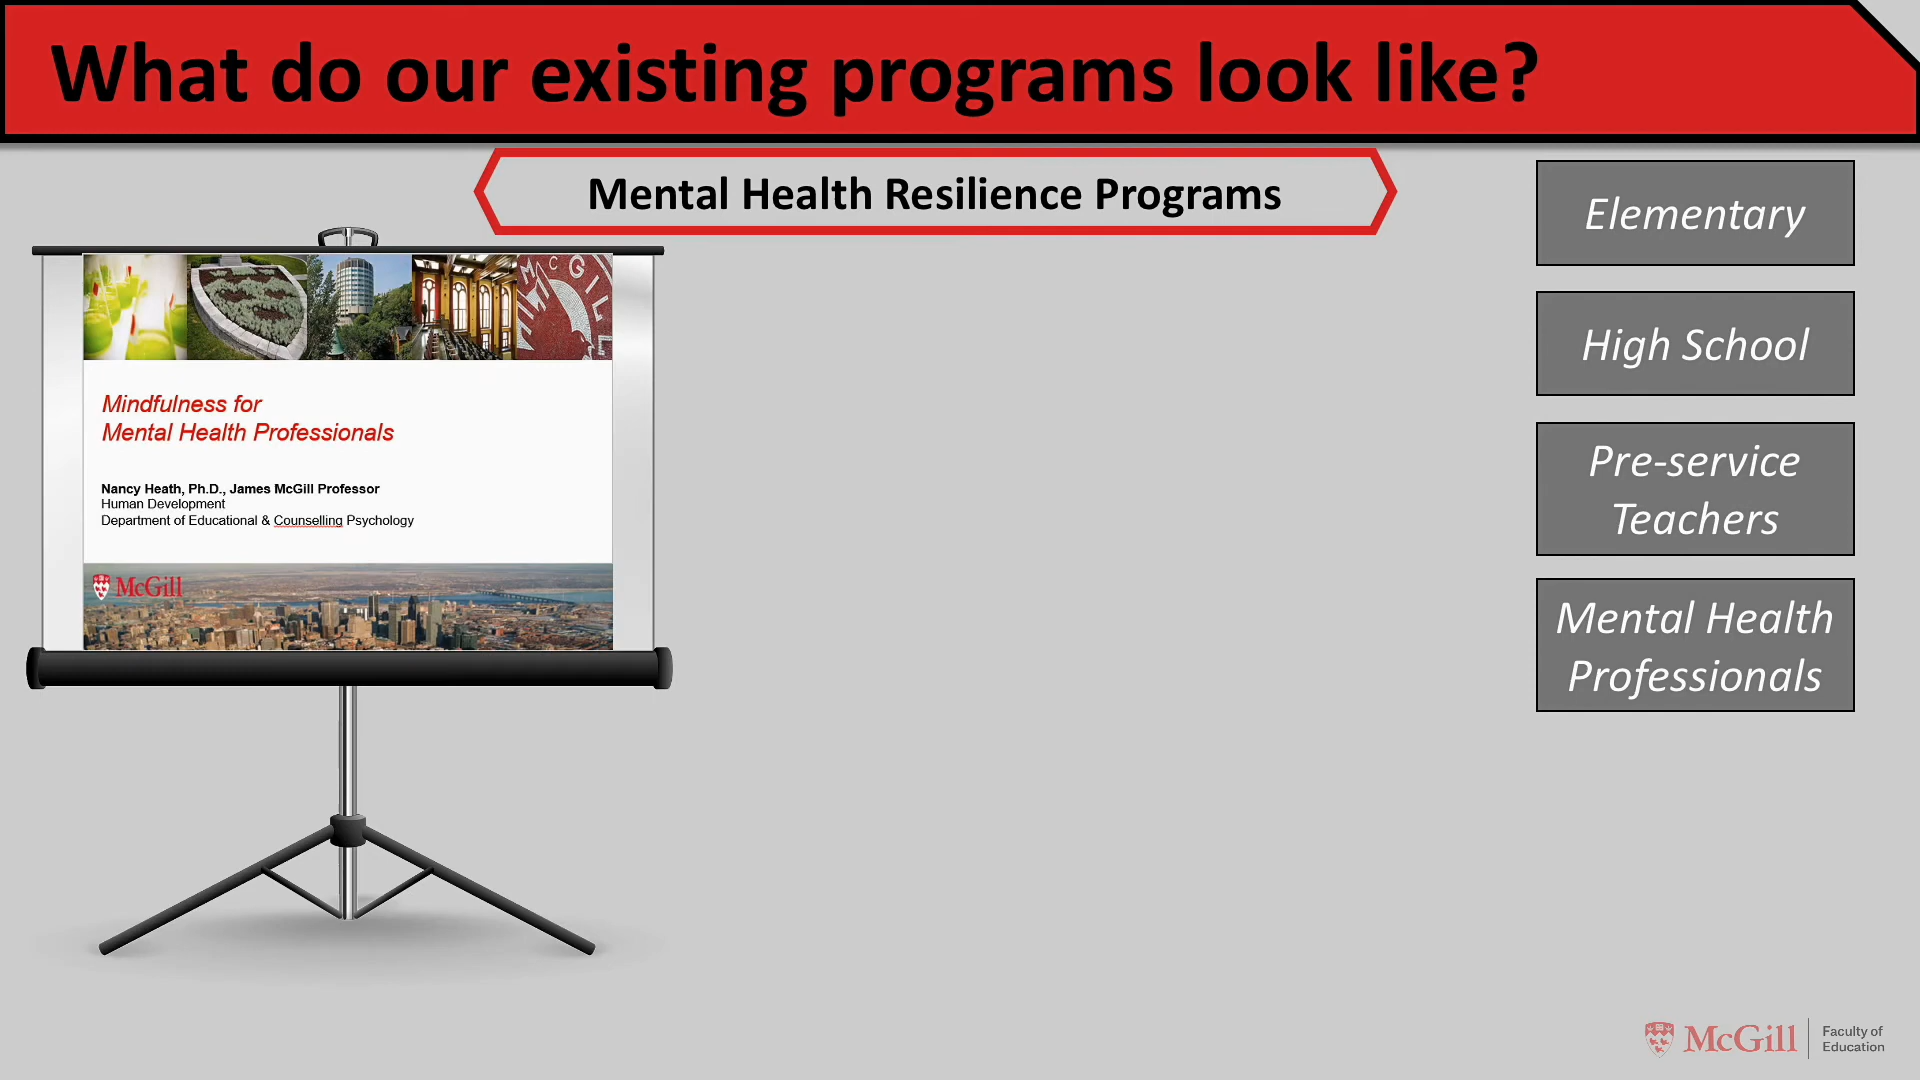 What do our existing programs look like?
Mental Health Resilience Programs
Mindfulness for
Mental Health Professionals
Nancy Heath, Ph.D., James McGill Professor
Human Development
Department of Educational & Counselling Psychology
McGill
MCGILL
Elementary
High School
Pre-service
Teachers
Mental Health
Professionals
McGill
Faculty of
Education